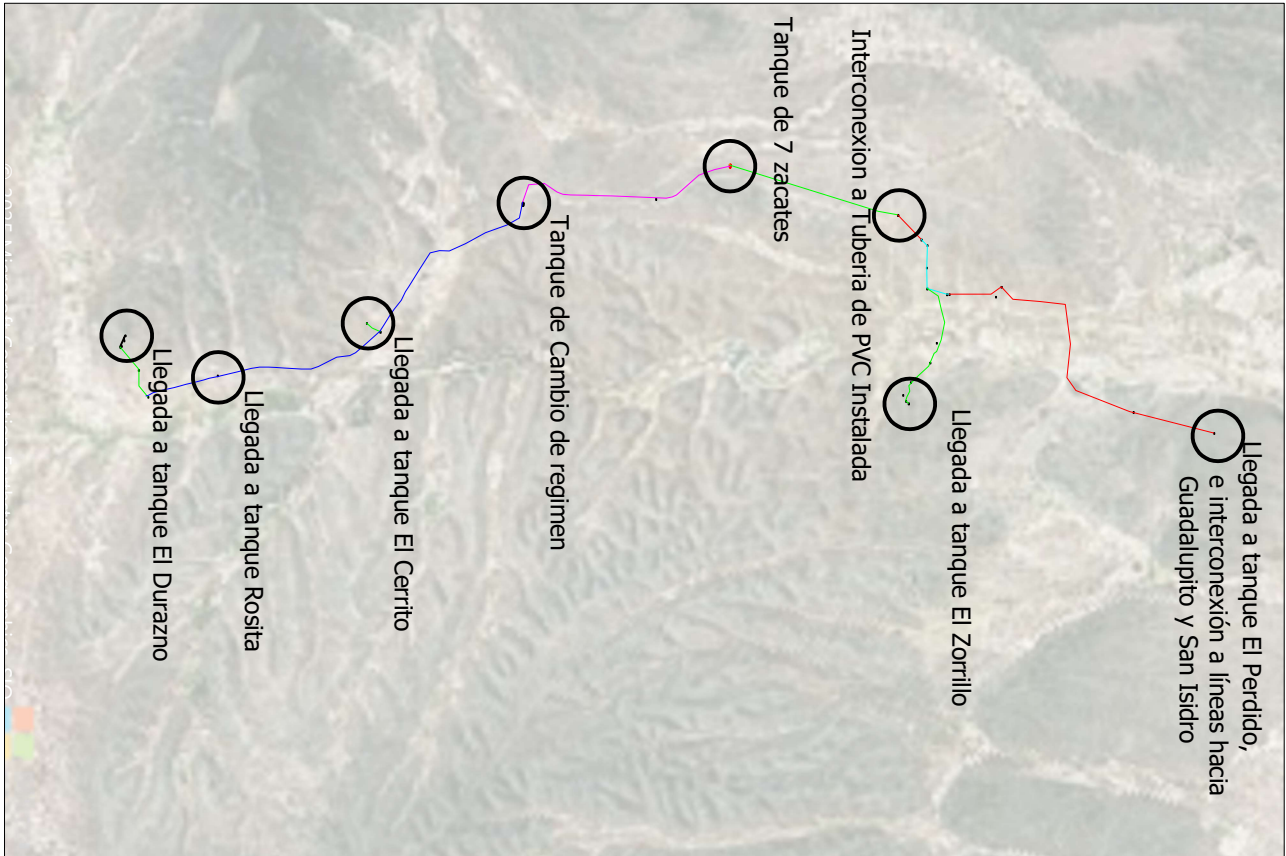 Llegada a tanque El Perdido,
e interconexión a líneas hacia
Guadalupito y San Isidro
Llegada a tanque El Zorrillo
Interconexion a Tuberia de PVC Instalada
Tanque de 7 zacates
Tanque de Cambio de regimen
Llegada a tanque El Cerrito
Llegada a tanque Rosita
Llegada a tanque El Durazno